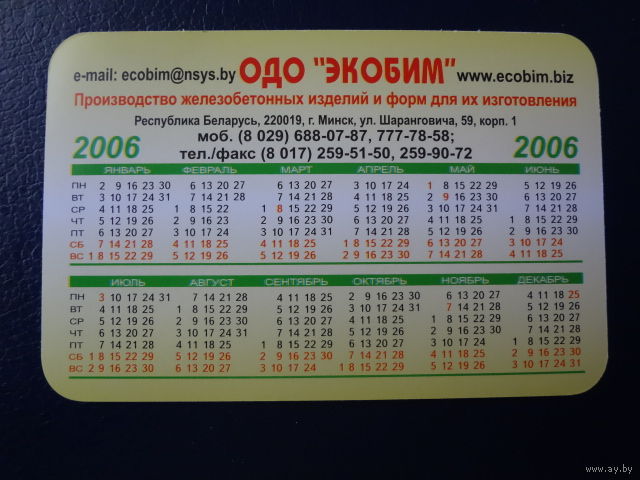 e-mail: ecobim@nsys.by ОДО "ЭКОБИМ" www.ecobim.biz
Производство железобетонных изделий и форм для их изготовления
Республика Беларусь, 220019, г. Минск, ул. Шаранговича, 59, корп. 1
2006 моб. (8 029) 688-07-87, 777-78-58; 2006
тел./факс (8 017) 259-51-50, 259-90-72
ЯНВАРЬ ФЕВРАЛЬ МАРТ АПРЕЛЬ МАЙ ИЮНЬ
ПН 2 9 16 23 30 6 13 20 27 6 13 20 27 3 10 17 24 1 8 15 22 29 5 12 19 26
ВТ 3 10 17 24 31 7 14 21 28 7 14 21 28 4 11 18 25 2 9 16 23 30 6 13 20 27
СР 4 11 18 25 1 8 15 22 1 8 15 22 29 5 12 19 26 3 10 17 24 31 7 14 21 28
ЧТ 5 12 19 26 2 9 16 23 2 9 16 23 30 6 13 20 27 4 11 18 25 1 8 15 22 29
ПТ 6 13 20 27 3 10 17 24 3 10 17 24 31 7 14 21 28 5 12 19 26 2 9 16 23 30
СБ 7 14 21 28 4 11 18 25 4 11 18 25 1 8 15 22 29 6 13 20 27 3 10 17 24
ВС 1 8 15 22 29 5 12 19 26 5 12 19 26 2 9 16 23 30 7 14 21 28 4 11 18 25
ИЮЛЬ АВГУСТ СЕНТЯБРЬ ОКТЯБРЬ НОЯБРЬ ДЕКАБРЬ
ПН 3 10 17 24 31 7 14 21 28 4 11 18 25 2 9 16 23 30 6 13 20 27 4 11 18 25
ВТ 4 11 18 25 1 8 15 22 29 5 12 19 26 3 10 17 24 31 7 14 21 28 5 12 19 26
СР 5 12 19 26 2 9 16 23 30 6 13 20 27 4 11 18 25 1 8 15 22 29 6 13 20 27
ЧТ 6 13 20 27 3 10 17 24 31 7 14 21 28 5 12 19 26 2 9 16 23 30 7 14 21 28
ПТ 7 14 21 28 4 11 18 25 1 8 15 22 29 6 13 20 27 3 10 17 24 1 8 15 22 29
СБ 1 8 15 22 29 5 12 19 26 2 9 16 23 30 7 14 21 28 4 11 18 25 2 9 16 23 30
ВС 2 9 16 23 30 6 13 20 27 3 10 17 24 1 8 15 22 29 5 12 19 26 3 10 17 24 31
www.ay.by